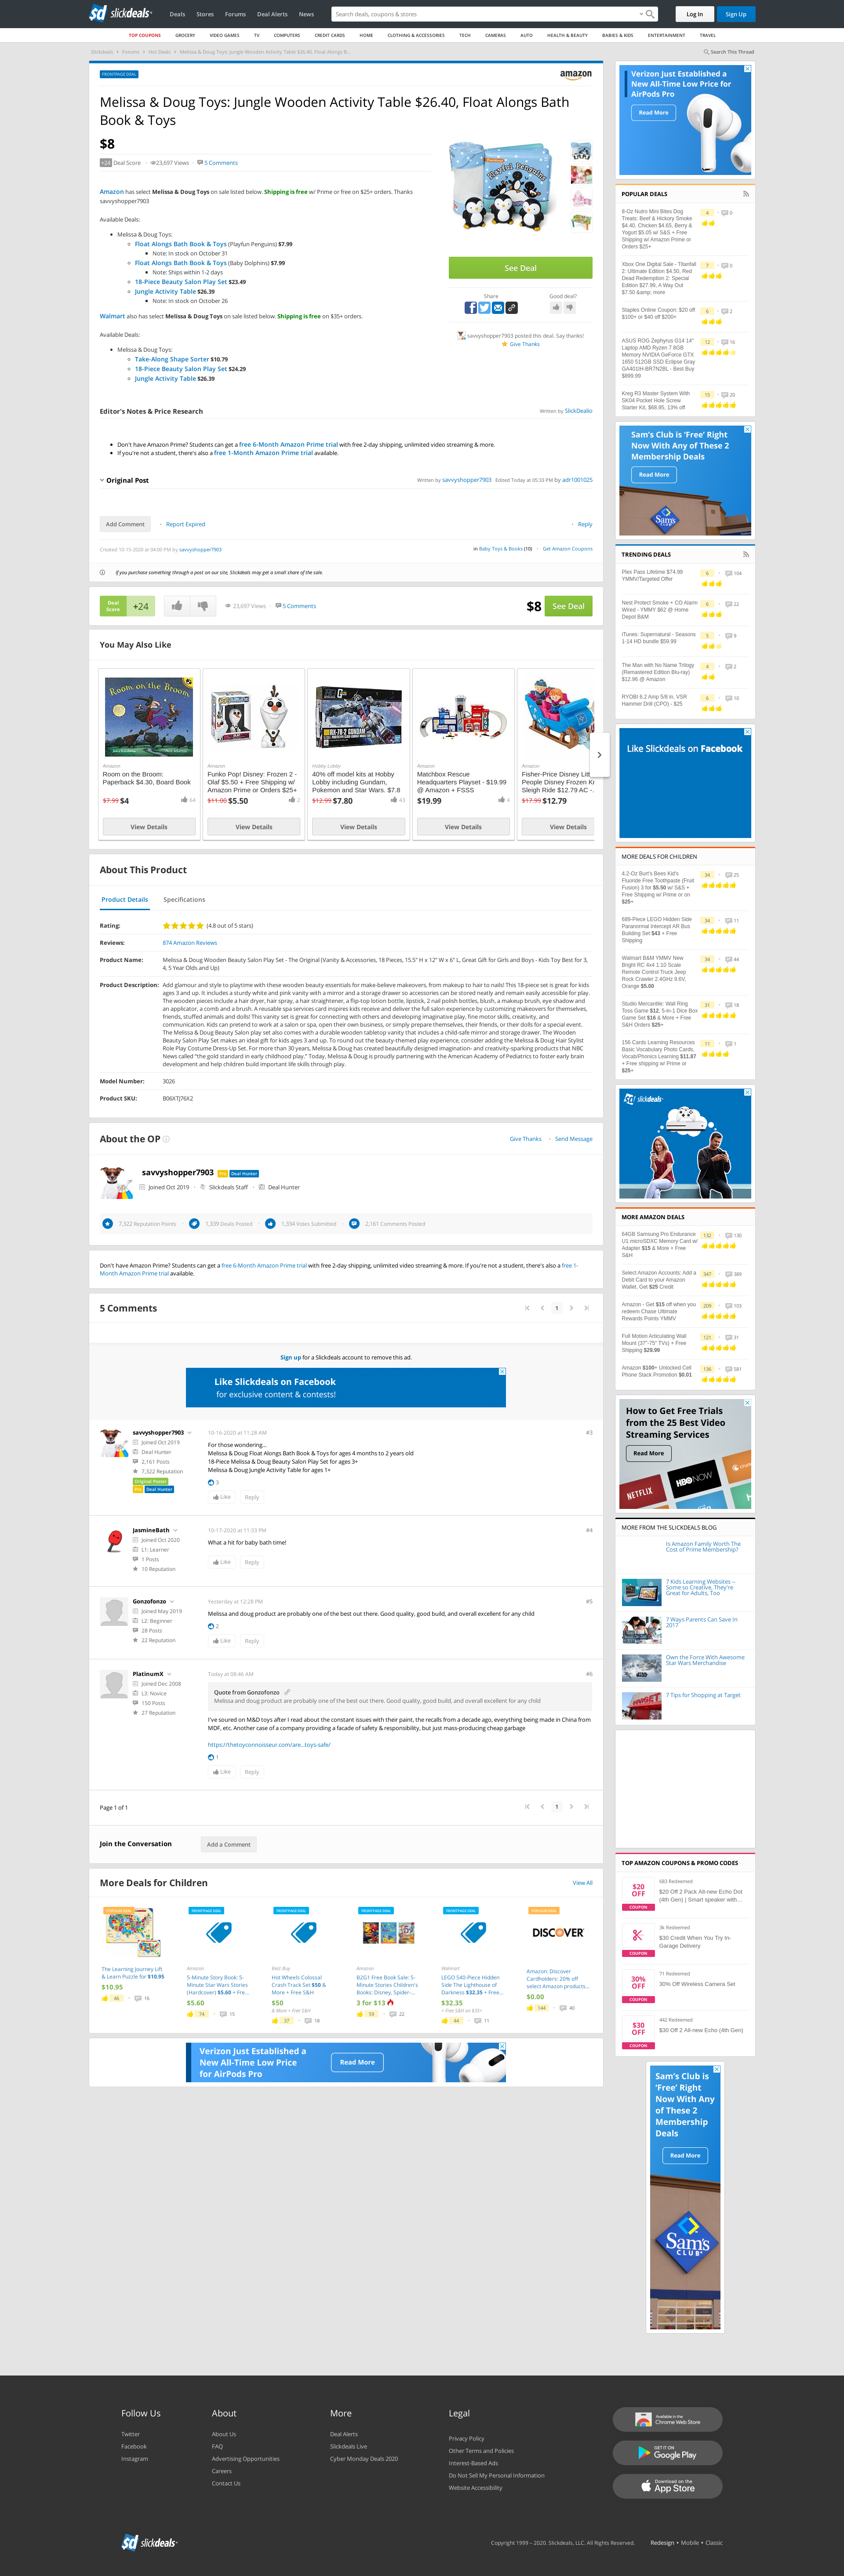 slickdeals
Deals
Stores
Forums
Deal Alerts
News
Search deals, coupons & stores
Log In
Sign Up
TOP COUPONS
GROCERY
VIDEO GAMES
TV
COMPUTERS
CREDIT CARDS
HOME
CLOTHING & ACCESSORIES
TECH
CAMERAS
AUTO
HEALTH & BEAUTY
BABIES & KIDS
ENTERTAINMENT
TRAVEL
Slickdeals
Forums
Hot Deals
Melissa & Doug Toys: Jungle Wooden Activity Table $26.40, Float Alongs B...
Search This Thread
FRONTPAGE DEAL
amazon
Melissa & Doug Toys: Jungle Wooden Activity Table $26.40, Float Alongs Bath
Book & Toys
$8
+24 Deal Score
23,697 Views
5 Comments
Amazon has select Melissa & Doug Toys on sale listed below. Shipping is free w/ Prime or free on $25+ orders. Thanks
savvyshopper7903
Available Deals:
Melissa & Doug Toys:
Float Alongs Bath Book & Toys (Playfun Penguins) $7.99
Note: In stock on October 31
Float Alongs Bath Book & Toys (Baby Dolphins) $7.99
Note: Ships within 1-2 days
18-Piece Beauty Salon Play Set $23.49
Jungle Activity Table $26.39
Note: In stock on October 26
Walmart also has select Melissa & Doug Toys on sale listed below. Shipping is free on $35+ orders.
Available Deals:
Melissa & Doug Toys:
Take-Along Shape Sorter $10.79
18-Piece Beauty Salon Play Set $24.29
Jungle Activity Table $26.39
See Deal
Share
Good deal?
savvyshopper7903 posted this deal. Say thanks!
Give Thanks
Editor's Notes & Price Research
Written by SlickDealio
Don't have Amazon Prime? Students can get a free 6-Month Amazon Prime trial with free 2-day shipping, unlimited video streaming & more.
If you're not a student, there's also a free 1-Month Amazon Prime trial available.
Original Post
Written by savvyshopper7903 Edited Today at 05:33 PM by adr1001025
Add Comment
Report Expired
Reply
Created 10-15-2020 at 04:00 PM by savvyshopper7903
in Baby Toys & Books (10)
Get Amazon Coupons
If you purchase something through a post on our site, Slickdeals may get a small share of the sale.
Deal
Score
+24
23,697 Views
5 Comments
$8
See Deal
You May Also Like
Amazon
Room on the Broom:
Paperback $4.30, Board Book
$7.99 $4
64
View Details
Amazon
Funko Pop! Disney: Frozen 2 -
Olaf $5.50 + Free Shipping w/
Amazon Prime or Orders $25+
$11.00 $5.50
2
View Details
Hobby Lobby
40% off model kits at Hobby
Lobby including Gundam,
Pokemon and Star Wars. $7.8
$12.99 $7.80
43
View Details
Amazon
Matchbox Rescue
Headquarters Playset - $19.99
@ Amazon + FSSS
$19.99
4
View Details
Amazon
Fisher-Price Disney Littl
People Disney Frozen Kr
Sleigh Ride $12.79 AC -.
$17.99 $12.79
View Details
About This Product
Product Details
Specifications
Rating:
(4.8 out of 5 stars)
Reviews:
874 Amazon Reviews
Product Name:
Melissa & Doug Wooden Beauty Salon Play Set - The Original (Vanity & Accessories, 18 Pieces, 15.5" H x 12" W x 6" L, Great Gift for Girls and Boys - Kids Toy Best for 3,
4, 5 Year Olds and Up)
Product Description:
Add glamour and style to playtime with these wooden beauty-salon essentials for make-believe makeovers, from makeup to hair to nails! This 18-piece set is great for kids
ages 3 and up. It includes a sturdy white and pink vanity with a large shatterproof mirror and a storage tray, so all the pieces can be stored neatly and remain easily accessible for play.
The wooden pieces include a hair dryer, hair spray, a hair straightener, a flip-top lotion bottle, lipstick, 2 nail polish bottles, blush, a makeup brush, eye shadow and
an applicator, a comb and a brush. A reusable spa services card inspires kids to receive and deliver the full salon experience by customizing makeovers for themselves,
friends, stuffed animals and dolls! This vanity set is great for connecting with others and imaginative play, fine motor skills, hand-eye coordination, and
communication. Kids can pretend to work at a salon or spa, open their own business, or simply prepare themselves, or their friends, or their dolls, for a special event.
The Melissa & Doug Beauty Salon play set also makes a great gift for kids ages 3 and up. To round out the beauty-themed play experience, consider adding the Melissa & Doug Hair Stylist
NBC
News called "the gold standard in early childhood play." Today, Melissa & Doug is proudly partnering with the American Academy of Pediatrics to foster early brain
development and help children build important life skills through play.
Model Number:
3026
Product SKU:
B06XTJ76X2
About the OP
Give Thanks
Send Message
savvyshopper7903
Pro
Deal Hunter
Joined Oct 2019
Slickdeals Staff
Deal Hunter
7,322 Reputation Points
1,339 Deals Posted
1,334 Votes Submitted
2,161 Comments Posted
Don't have Amazon Prime? Students can get a free 6-Month Amazon Prime trial with free 2-day shipping, unlimited video streaming & more. If you're not a student, there's also a free 1-
Month Amazon Prime trial available.
5 Comments
1
Sign up for a Slickdeals account to remove this ad.
Like Slickdeals on Facebook
for exclusive content & contests!
savvyshopper7903
Joined Oct 2019
Deal Hunter
2,161 Posts
7,322 Reputation
Original Poster
Pro
Deal Hunter
10-16-2020 at 11:28 AM
#3
For those wondering...
Melissa & Doug Float Alongs Bath Book & Toys for ages 4 months to 2 years old
18-Piece Melissa & Doug Beauty Salon Play Set for ages 3+
Melissa & Doug Jungle Activity Table for ages 1+
3
Like
Reply
JasmineBath
Joined Oct 2020
L1: Learner
1 Posts
10 Reputation
10-17-2020 at 11:33 PM
#4
What a hit for baby bath time!
Like
Reply
Gonzofonzo
Joined May 2019
L2: Beginner
28 Posts
22 Reputation
Yesterday at 12:28 PM
#5
Melissa and doug product are probably one of the best out there. Good quality, good build, and overall excellent for any child
2
Like
Reply
PlatinumX
Joined Dec 2008
L3: Novice
150 Posts
27 Reputation
Today at 08:46 AM
#6
Quote from Gonzofonzo
Melissa and doug product are probably one of the best out there. Good quality, good build, and overall excellent for any child
I've soured on M&D toys after I read about the constant issues with their paint, the recalls from a decade ago, everything being made in China from
MDF, etc. Another case of a company providing a facade of safety & responsibility, but just mass-producing cheap garbage
https://thetoyconnoisseur.com/are...toys-safe/
1
Like
Reply
Page 1 of 1
1
Join the Conversation
Add a Comment
More Deals for Children
View All
POPULAR DEAL
The Learning Journey Lift
& Learn Puzzle for $10.95
$10.95
46
16
FRONTPAGE DEAL
Amazon
5-Minute Story Book: 5-
Minute Star Wars Stories
(Hardcover) $5.60 + Fre...
$5.60
74
15
FRONTPAGE DEAL
Best Buy
Hot Wheels Colossal
Crash Track Set $50 &
More + Free S&H
$50
& More + Free S&H
37
18
FRONTPAGE DEAL
Amazon
B2G1 Free Book Sale: 5-
Minute Stories Children's
Books: Disney, Spider-...
3 for $13
59
22
FRONTPAGE DEAL
Walmart
LEGO 540-Piece Hidden
Side The Lighthouse of
Darkness $32.35 + Free...
$32.35
+ Free S&H on $35+
44
11
POPULAR DEAL
DISCOVER
Amazon: Discover
Cardholders: 20% off
select Amazon products...
$0.00
144
40
Verizon Just Established a
New All-Time Low Price
for AirPods Pro
Read More
Verizon Just Established a
New All-Time Low Price for
AirPods Pro
Read More
POPULAR DEALS
8-Oz Nutro Mini Bites Dog
Treats: Beef & Hickory Smoke
$4.40, Chicken $4.65, Berry &
Yogurt $5.05 w/ S&S + Free
Shipping w/ Amazon Prime or
Orders $25+
4
0
Xbox One Digital Sale - Titanfall
2: Ultimate Edition $4.50, Red
Dead Redemption 2: Special
Edition $27.99, A Way Out
$7.50 &amp; more
7
0
Staples Online Coupon: $20 off
$100+ or $40 off $200+
6
2
ASUS ROG Zephyrus G14 14"
Laptop AMD Ryzen 7 8GB
Memory NVIDIA GeForce GTX
1650 512GB SSD Eclipse Gray
GA401IH-BR7N2BL - Best Buy
$899.99
12
16
Kreg R3 Master System With
SK04 Pocket Hole Screw
Starter Kit, $68.95, 13% off
15
20
Sam's Club is 'Free' Right
Now With Any of These 2
Membership Deals
Read More
Sam's
TRENDING DEALS
Plex Pass Lifetime $74.99
YMMV/Targeted Offer
6
104
Nest Protect Smoke + CO Alarm
Wired - YMMY $62 @ Home
Depot B&M
6
22
iTunes: Supernatural - Seasons
1-14 HD bundle $59.99
5
9
The Man with No Name Trilogy
(Remastered Edition Blu-ray)
$12.96 @ Amazon
4
2
RYOBI 6.2 Amp 5/8 in. VSR
Hammer Drill (CPO) - $25
6
10
Like Slickdeals on Facebook
MORE DEALS FOR CHILDREN
4.2-Oz Burt's Bees Kid's
Fluoride Free Toothpaste (Fruit
Fusion) 3 for $5.50 w/ S&S +
Free Shipping w/ Prime or on
$25+
34
25
689-Piece LEGO Hidden Side
Paranormal Intercept AR Bus
Building Set $43 + Free
Shipping
34
11
Walmart B&M YMMV New
Bright RC 4x4 1:10 Scale
Remote Control Truck Jeep
Rock Crawler 2.4GHz 9.6V,
Orange $5.00
34
44
Studio Mercantile: Wall Ring
Toss Game $12, 5-in-1 Dice Box
Game Set $16 & More + Free
S&H Orders $25+
31
18
156 Cards Learning Resources
Basic Vocabulary Photo Cards,
Vocab/Phonics Learning $11.87
+ Free shipping w/ Prime or
$25+
11
1
slickdeals
MORE AMAZON DEALS
64GB Samsung Pro Endurance
U1 microSDXC Memory Card w/
Adapter $15 & More + Free
S&H
132
130
Select Amazon Accounts: Add a
Debit Card to your Amazon
Wallet, Get $25 Credit
347
389
Amazon - Get $15 off when you
redeem Chase Ultimate
Rewards Points YMMV
209
103
Full Motion Articulating Wall
Mount (37"-75" TVs) + Free
Shipping $29.99
121
31
Amazon $100+ Unlocked Cell
Phone Stack Promotion $0.01
136
581
How to Get Free Trials
from the 25 Best Video
Streaming Services
Read More
NETFLIX
HBO NOW
MORE FROM THE SLICKDEALS BLOG
Is Amazon Family Worth The
Cost of Prime Membership?
7 Kids Learning Websites --
Some so Creative, They're
Great for Adults, Too
7 Ways Parents Can Save In
2017
Own the Force With Awesome
Star Wars Merchandise
7 Tips for Shopping at Target
TOP AMAZON COUPONS & PROMO CODES
$20
OFF
COUPON
683 Redeemed
$20 Off 2 Pack All-new Echo Dot
(4th Gen) | Smart speaker with...
COUPON
3k Redeemed
$30 Credit When You Try In-
Garage Delivery
30%
OFF
COUPON
71 Redeemed
30% Off Wireless Camera Set
$30
OFF
COUPON
442 Redeemed
$30 Off 2 All-new Echo (4th Gen)
Sam's Club is
'Free' Right
Now With Any
of These 2
Membership
Deals
Read More
Sam's
CLUB
Follow Us
Twitter
Facebook
Instagram
About
About Us
FAQ
Advertising Opportunities
Careers
Contact Us
More
Deal Alerts
Slickdeals Live
Cyber Monday Deals 2020
Legal
Privacy Policy
Other Terms and Policies
Interest-Based Ads
Do Not Sell My Personal Information
Website Accessibility
Available in the
Chrome Web Store
GET IT ON
Google Play
Download on the
App Store
slickdeals
Copyright 1999 - 2020. Slickdeals, LLC. All Rights Reserved.
Redesign • Mobile • Classic